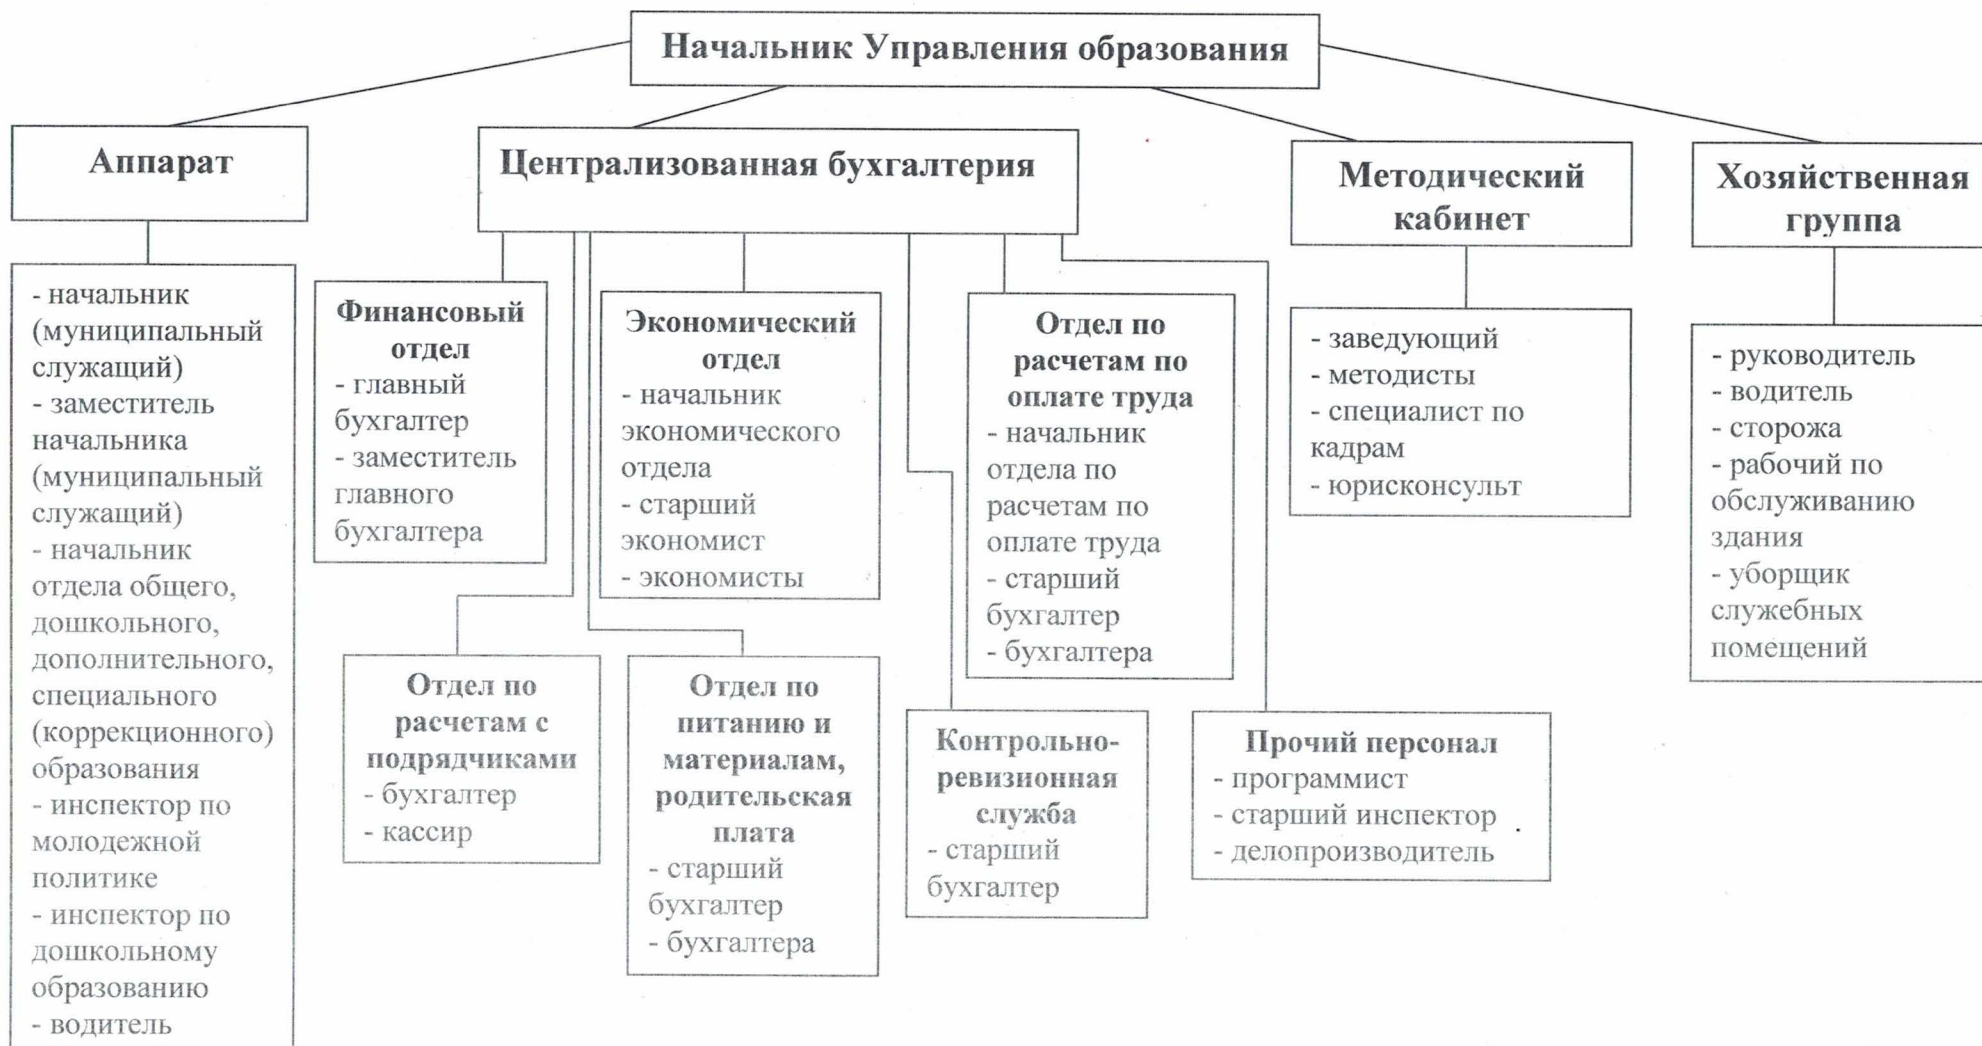 Начальник Управления образования
Аппарат
- начальник
(муниципальный
служащий)
- заместитель
начальника
(муниципальный
служащий)
- начальник
отдела общего,
дошкольного,
дополнительного,
специального
(коррекционного)
образования
- инспектор по
молодежной
политике
- инспектор по
дошкольному
образованию
- водитель
Централизованная бухгалтерия
Финансовый
отдел
- главный
бухгалтер
- заместитель
главного
бухгалтера
Экономический
отдел
- начальник
экономического
отдела
- старший
экономист
- экономисты
Отдел по
расчетам по
оплате труда
- начальник
отдела по
расчетам по
оплате труда
- старший
бухгалтер
- бухгалтера
Отдел по
расчетам с
подрядчиками
- бухгалтер
- кассир
Отдел по
питанию и
материалам,
родительская
плата
- старший
бухгалтер
- бухгалтера
Контрольно-
ревизионная
служба
- старший
бухгалтер
Прочий персонал
- программист
- старший инспектор
- делопроизводитель
Методический
кабинет
- заведующий
- методисты
- специалист по
кадрам
- юрисконсульт
Хозяйственная
группа
- руководитель
- водитель
- сторожа
- рабочий по
обслуживанию
здания
- уборщик
служебных
помещений